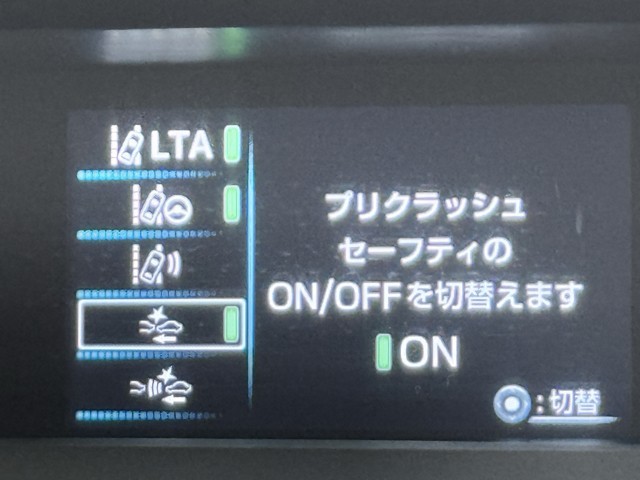 LTA
プリクラッシュ
セーフティの
ON/OFFを切替えます
ON
:切替